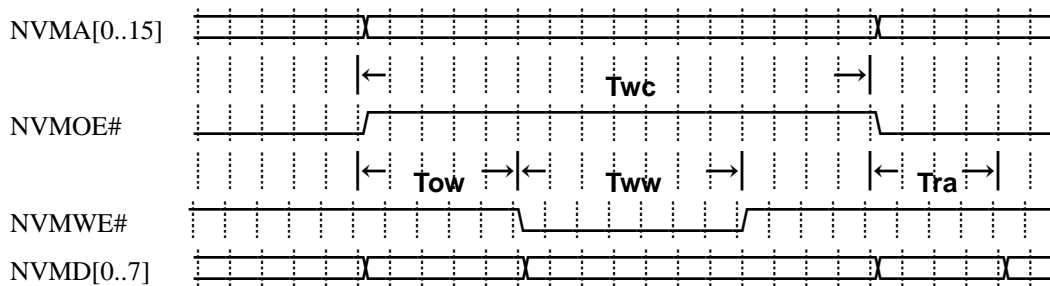 NVMA[0..15]
Twc
NVMOE#
Tow Tww Tra
NVMWE#
NVMD[0..7]